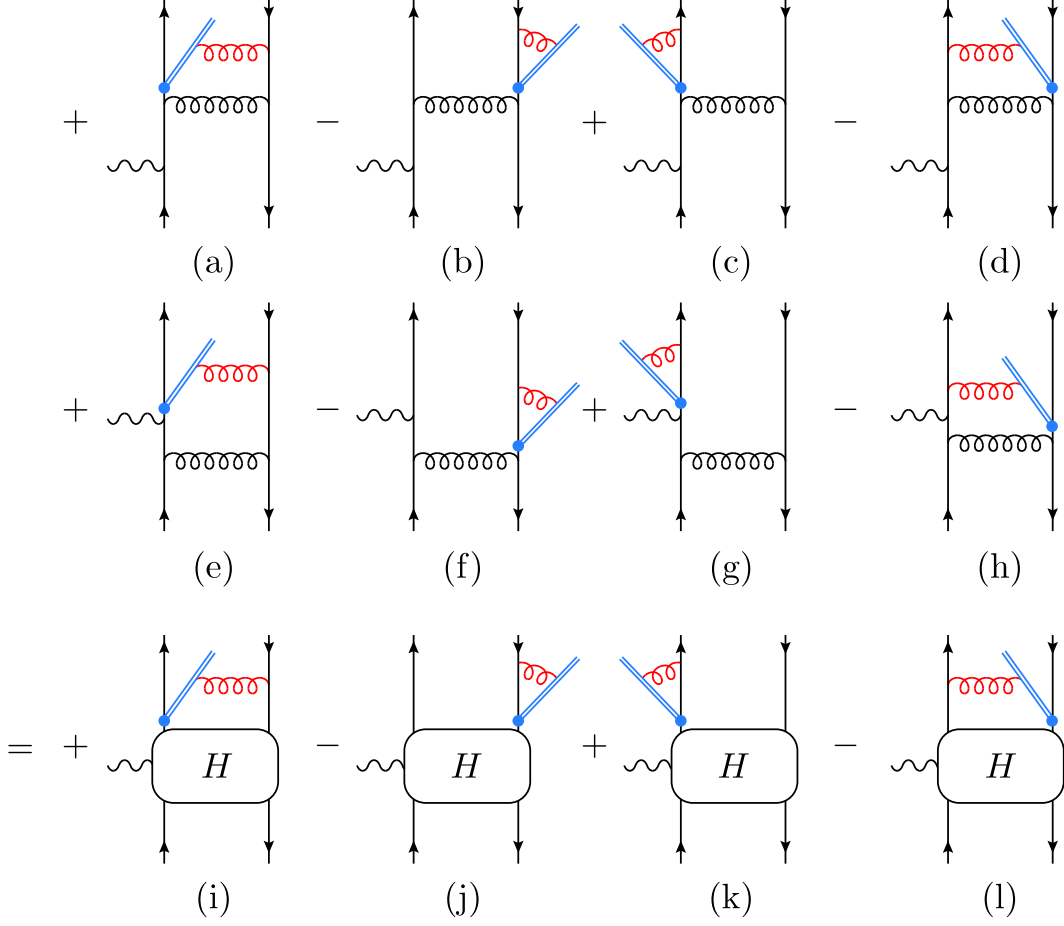 + − + −
(a) (b) (c) (d)
+ − + −
(e) (f) (g) (h)
= + H − H + H − H
(i) (j) (k) (l)